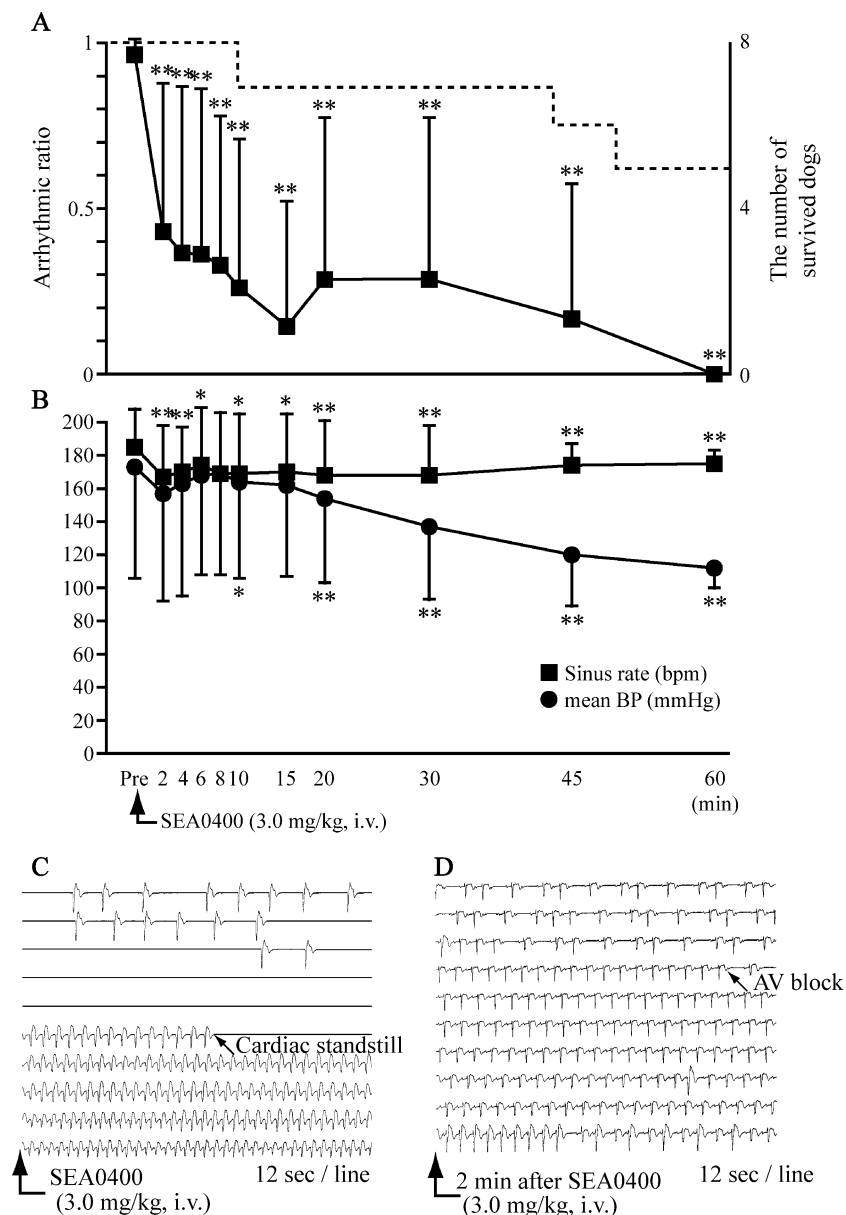 A
1
0.5
0
Arrhythmic ratio
** ** ** ** ** ** ** ** ** **
8
4
0
The number of
survived dogs
B
200
180
160
140
120
100
80
60
40
20
0
** ** * * * ** ** ** **
* ** ** ** **
Sinus rate (bpm)
mean BP (mmHg)
Pre 2 4 6 8 10 15 20 30 45 60
(min)
SEA0400 (3.0 mg/kg, i.v.)
C
Cardiac standstill
SEA0400
(3.0 mg/kg, i.v.)
12 sec / line
D
AV block
2 min after SEA0400
(3.0 mg/kg, i.v.)
12 sec / line